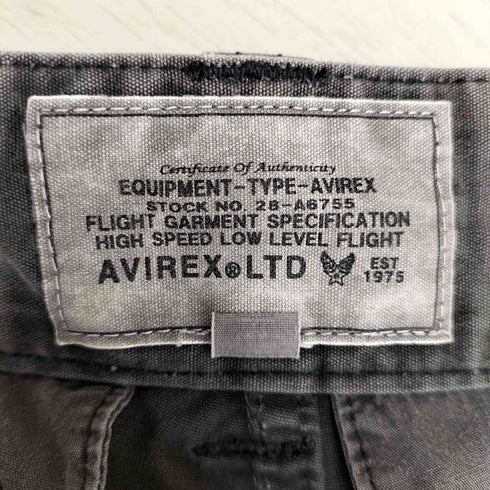 Certificate Of Authenticity
EQUIPMENT-TYPE-AVIREX
STOCK NO. 28-A6755
FLIGHT GARMENT SPECIFICATION
HIGH SPEED LOW LEVEL FLIGHT
AVIREX®LTD EST 1975